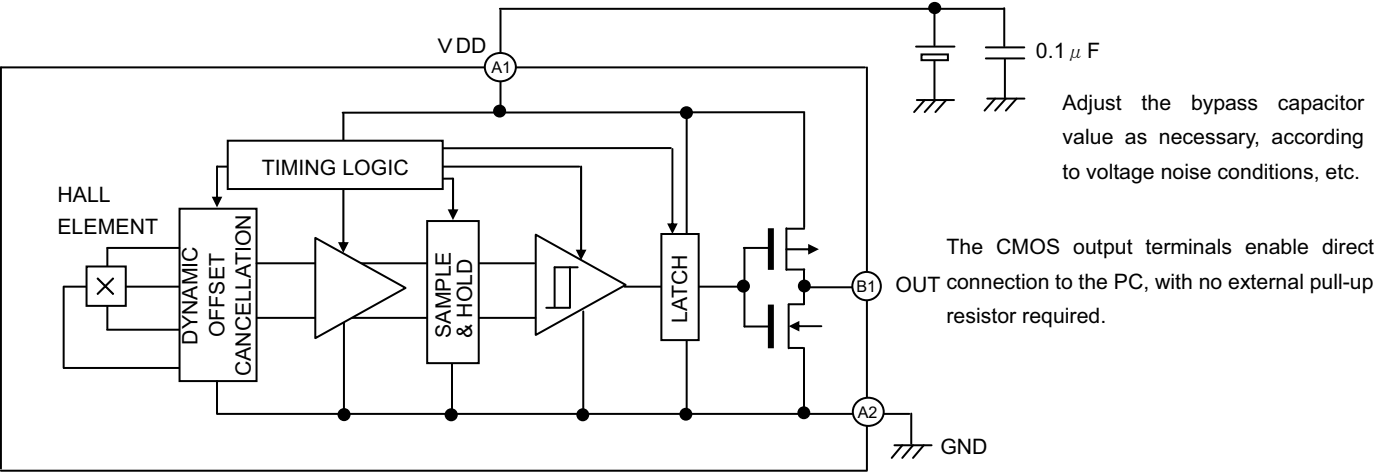 VDD
A1
0.1 μ F
Adjust the bypass capacitor
value as necessary, according
to voltage noise conditions, etc.
TIMING LOGIC
HALL
ELEMENT
×
DYNAMIC
OFFSET
CANCELLATION
SAMPLE
& HOLD
LATCH
The CMOS output terminals enable direct
B1
OUT
connection to the PC, with no external pull-up
resistor required.
A2
GND